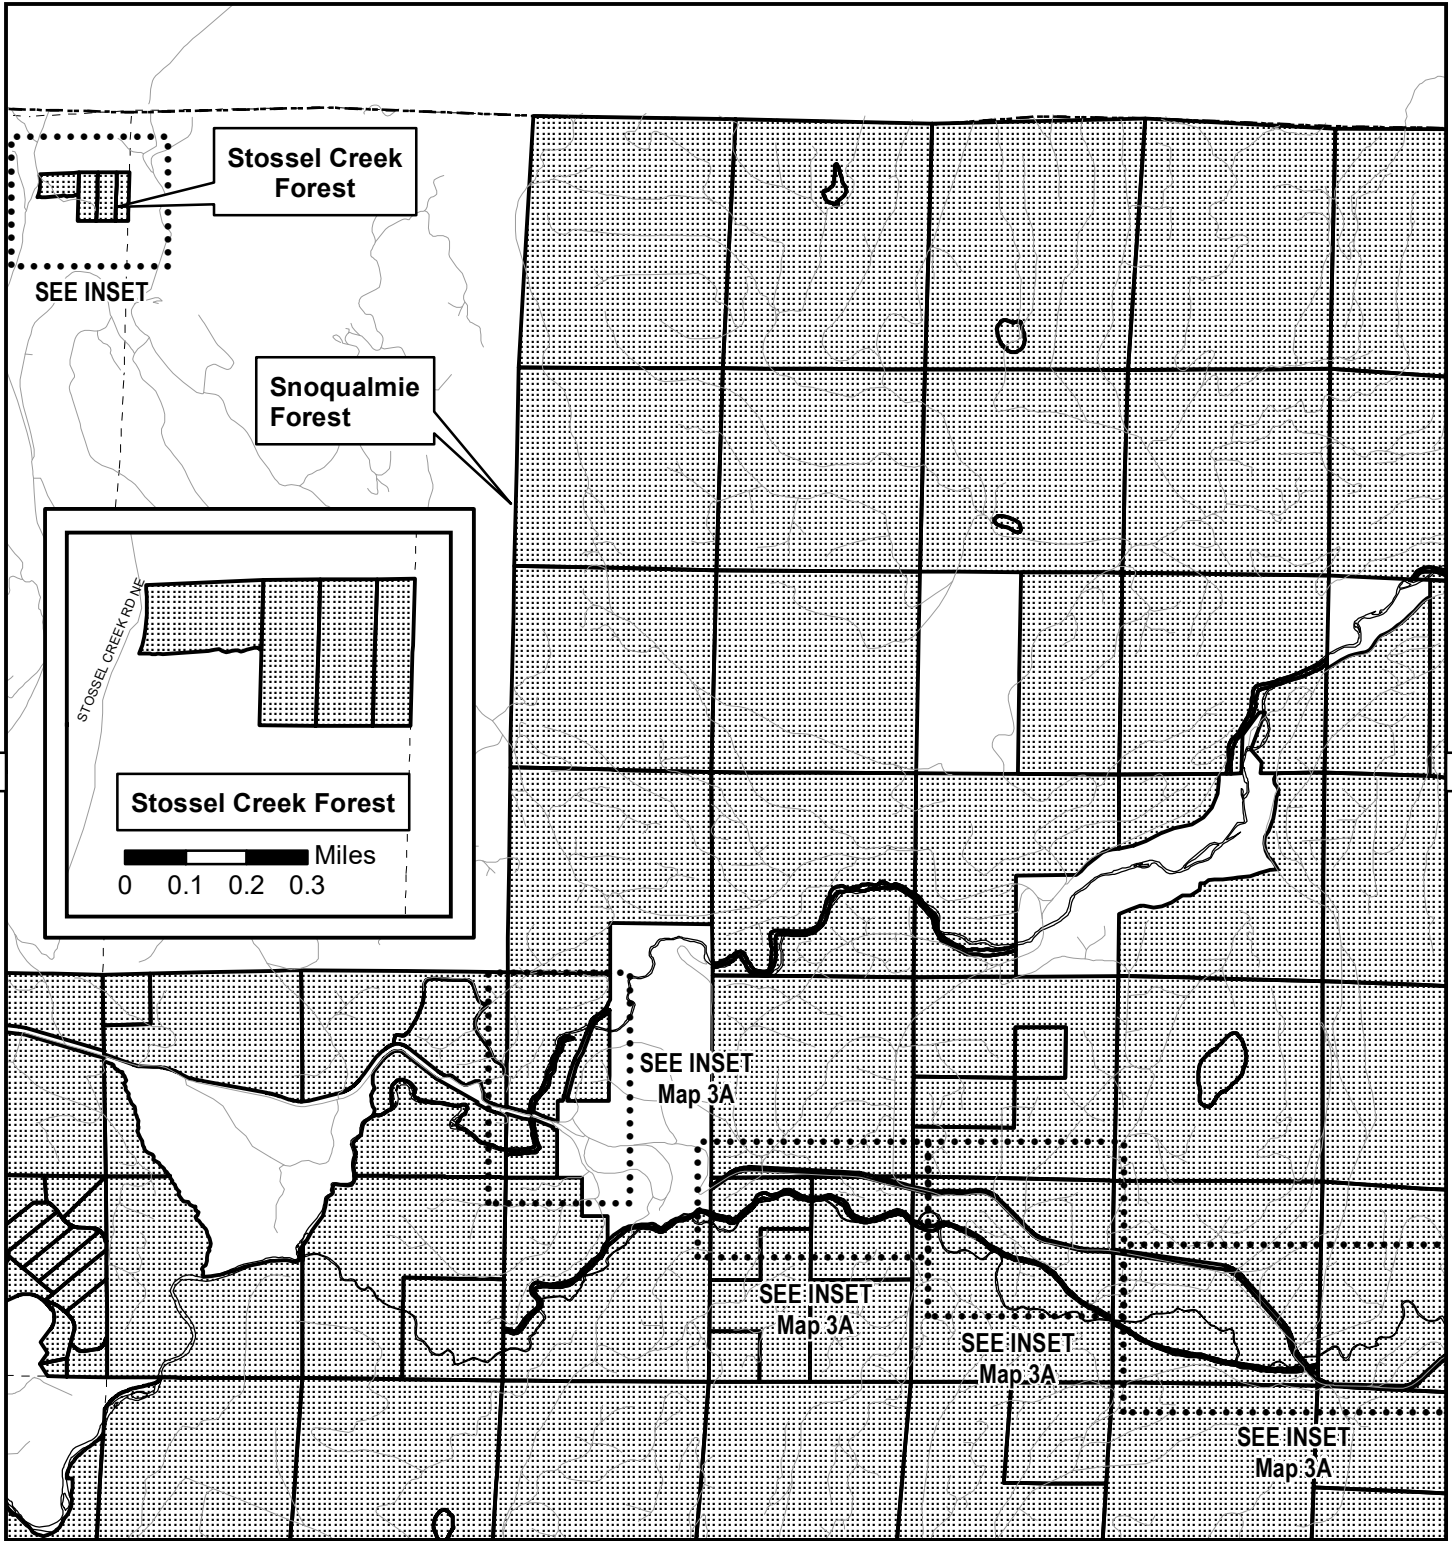 Stossel Creek
Forest
SEE INSET
Snoqualmie
Forest
STOSSEL CREEK RD NE
Stossel Creek Forest
Miles
0 0.1 0.2 0.3
SEE INSET
Map 3A
SEE INSET
Map 3A
SEE INSET
Map 3A
SEE INSET
Map 3A